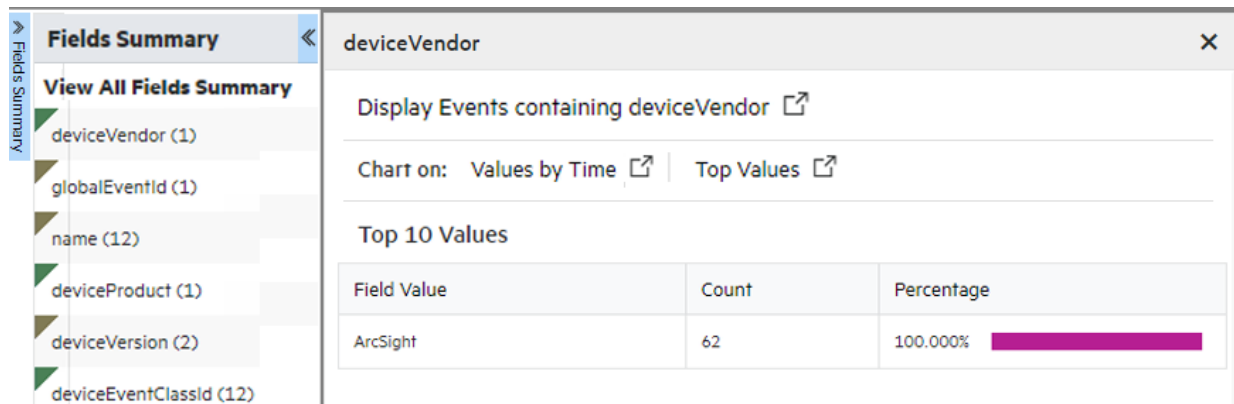 Fields Summary
Fields Summary
View All Fields Summary
deviceVendor (1)
globalEventId (1)
name (12)
deviceProduct (1)
deviceVersion (2)
deviceEventClassId (12)
deviceVendor
Display Events containing deviceVendor
Chart on: Values by Time Top Values
Top 10 Values
Field Value Count Percentage
ArcSight 62 100.000%